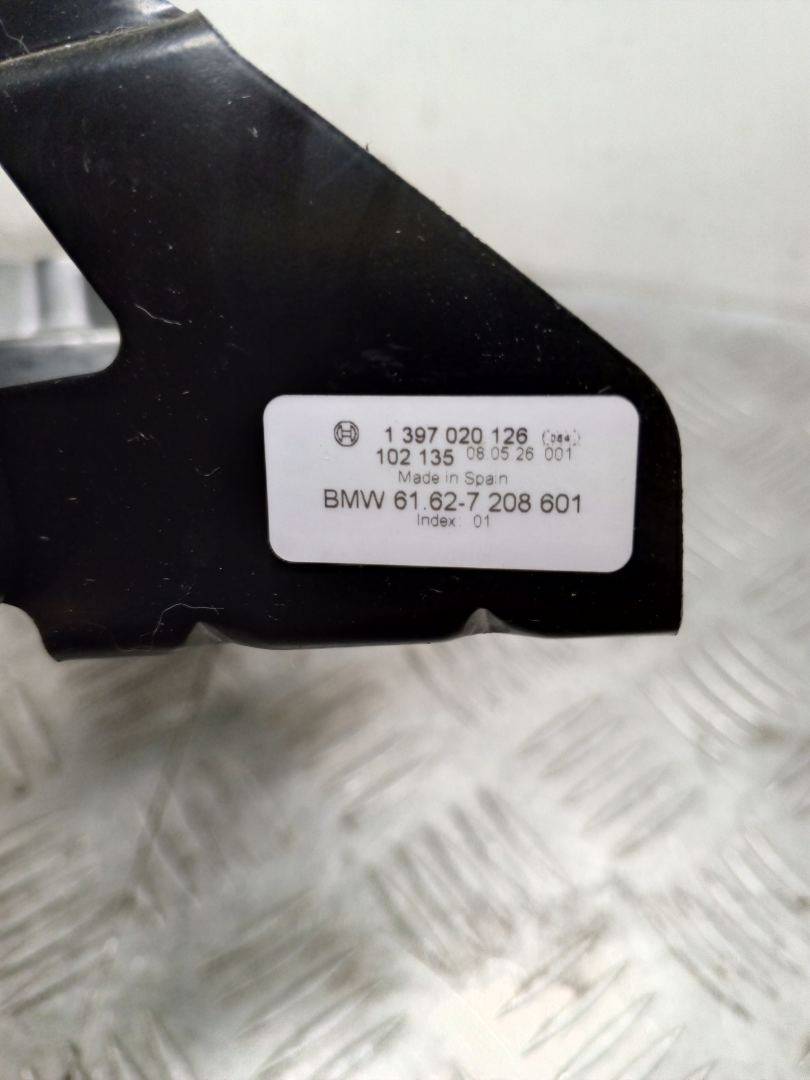 1 397 020 126
102 135 08.05.26 001
Made in Spain
BMW 61.62-7 208 601
Index: 01